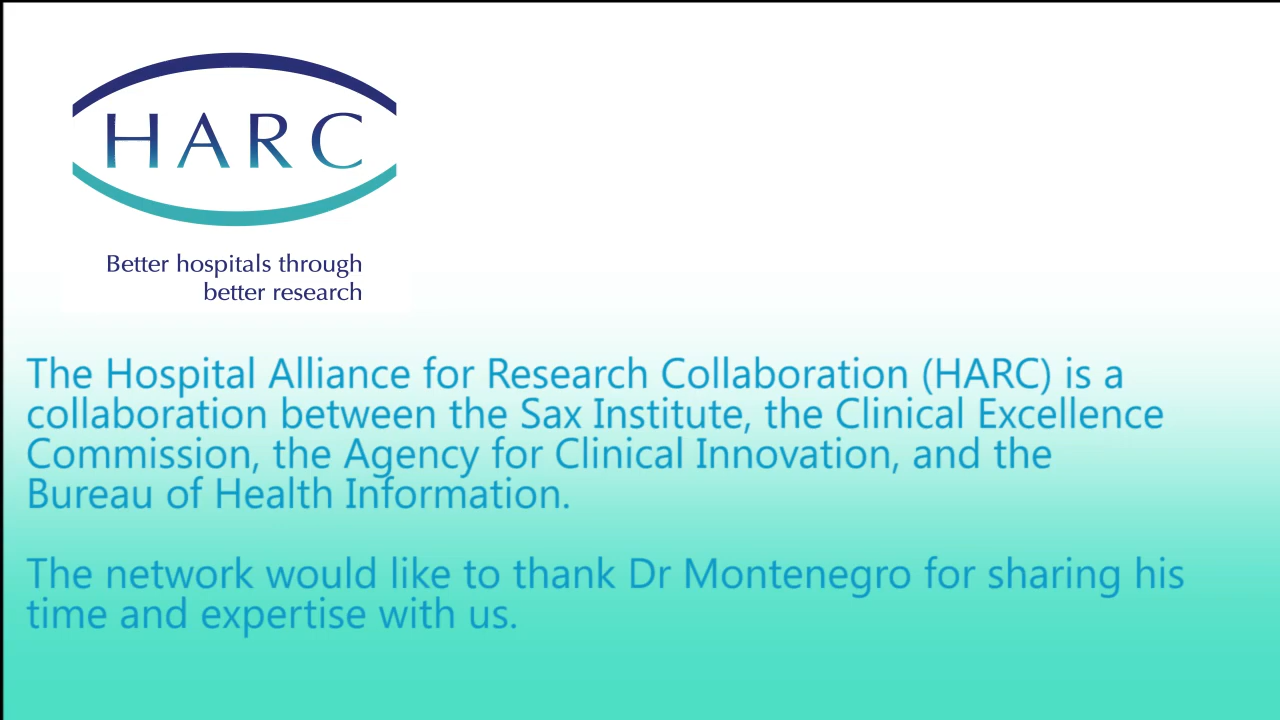 HARC
Better hospitals through
better research
The Hospital Alliance for Research Collaboration (HARC) is a
collaboration between the Sax Institute, the Clinical Excellence
Commission, the Agency for Clinical Innovation, and the
Bureau of Health Information.
The network would like to thank Dr Montenegro for sharing his
time and expertise with us.